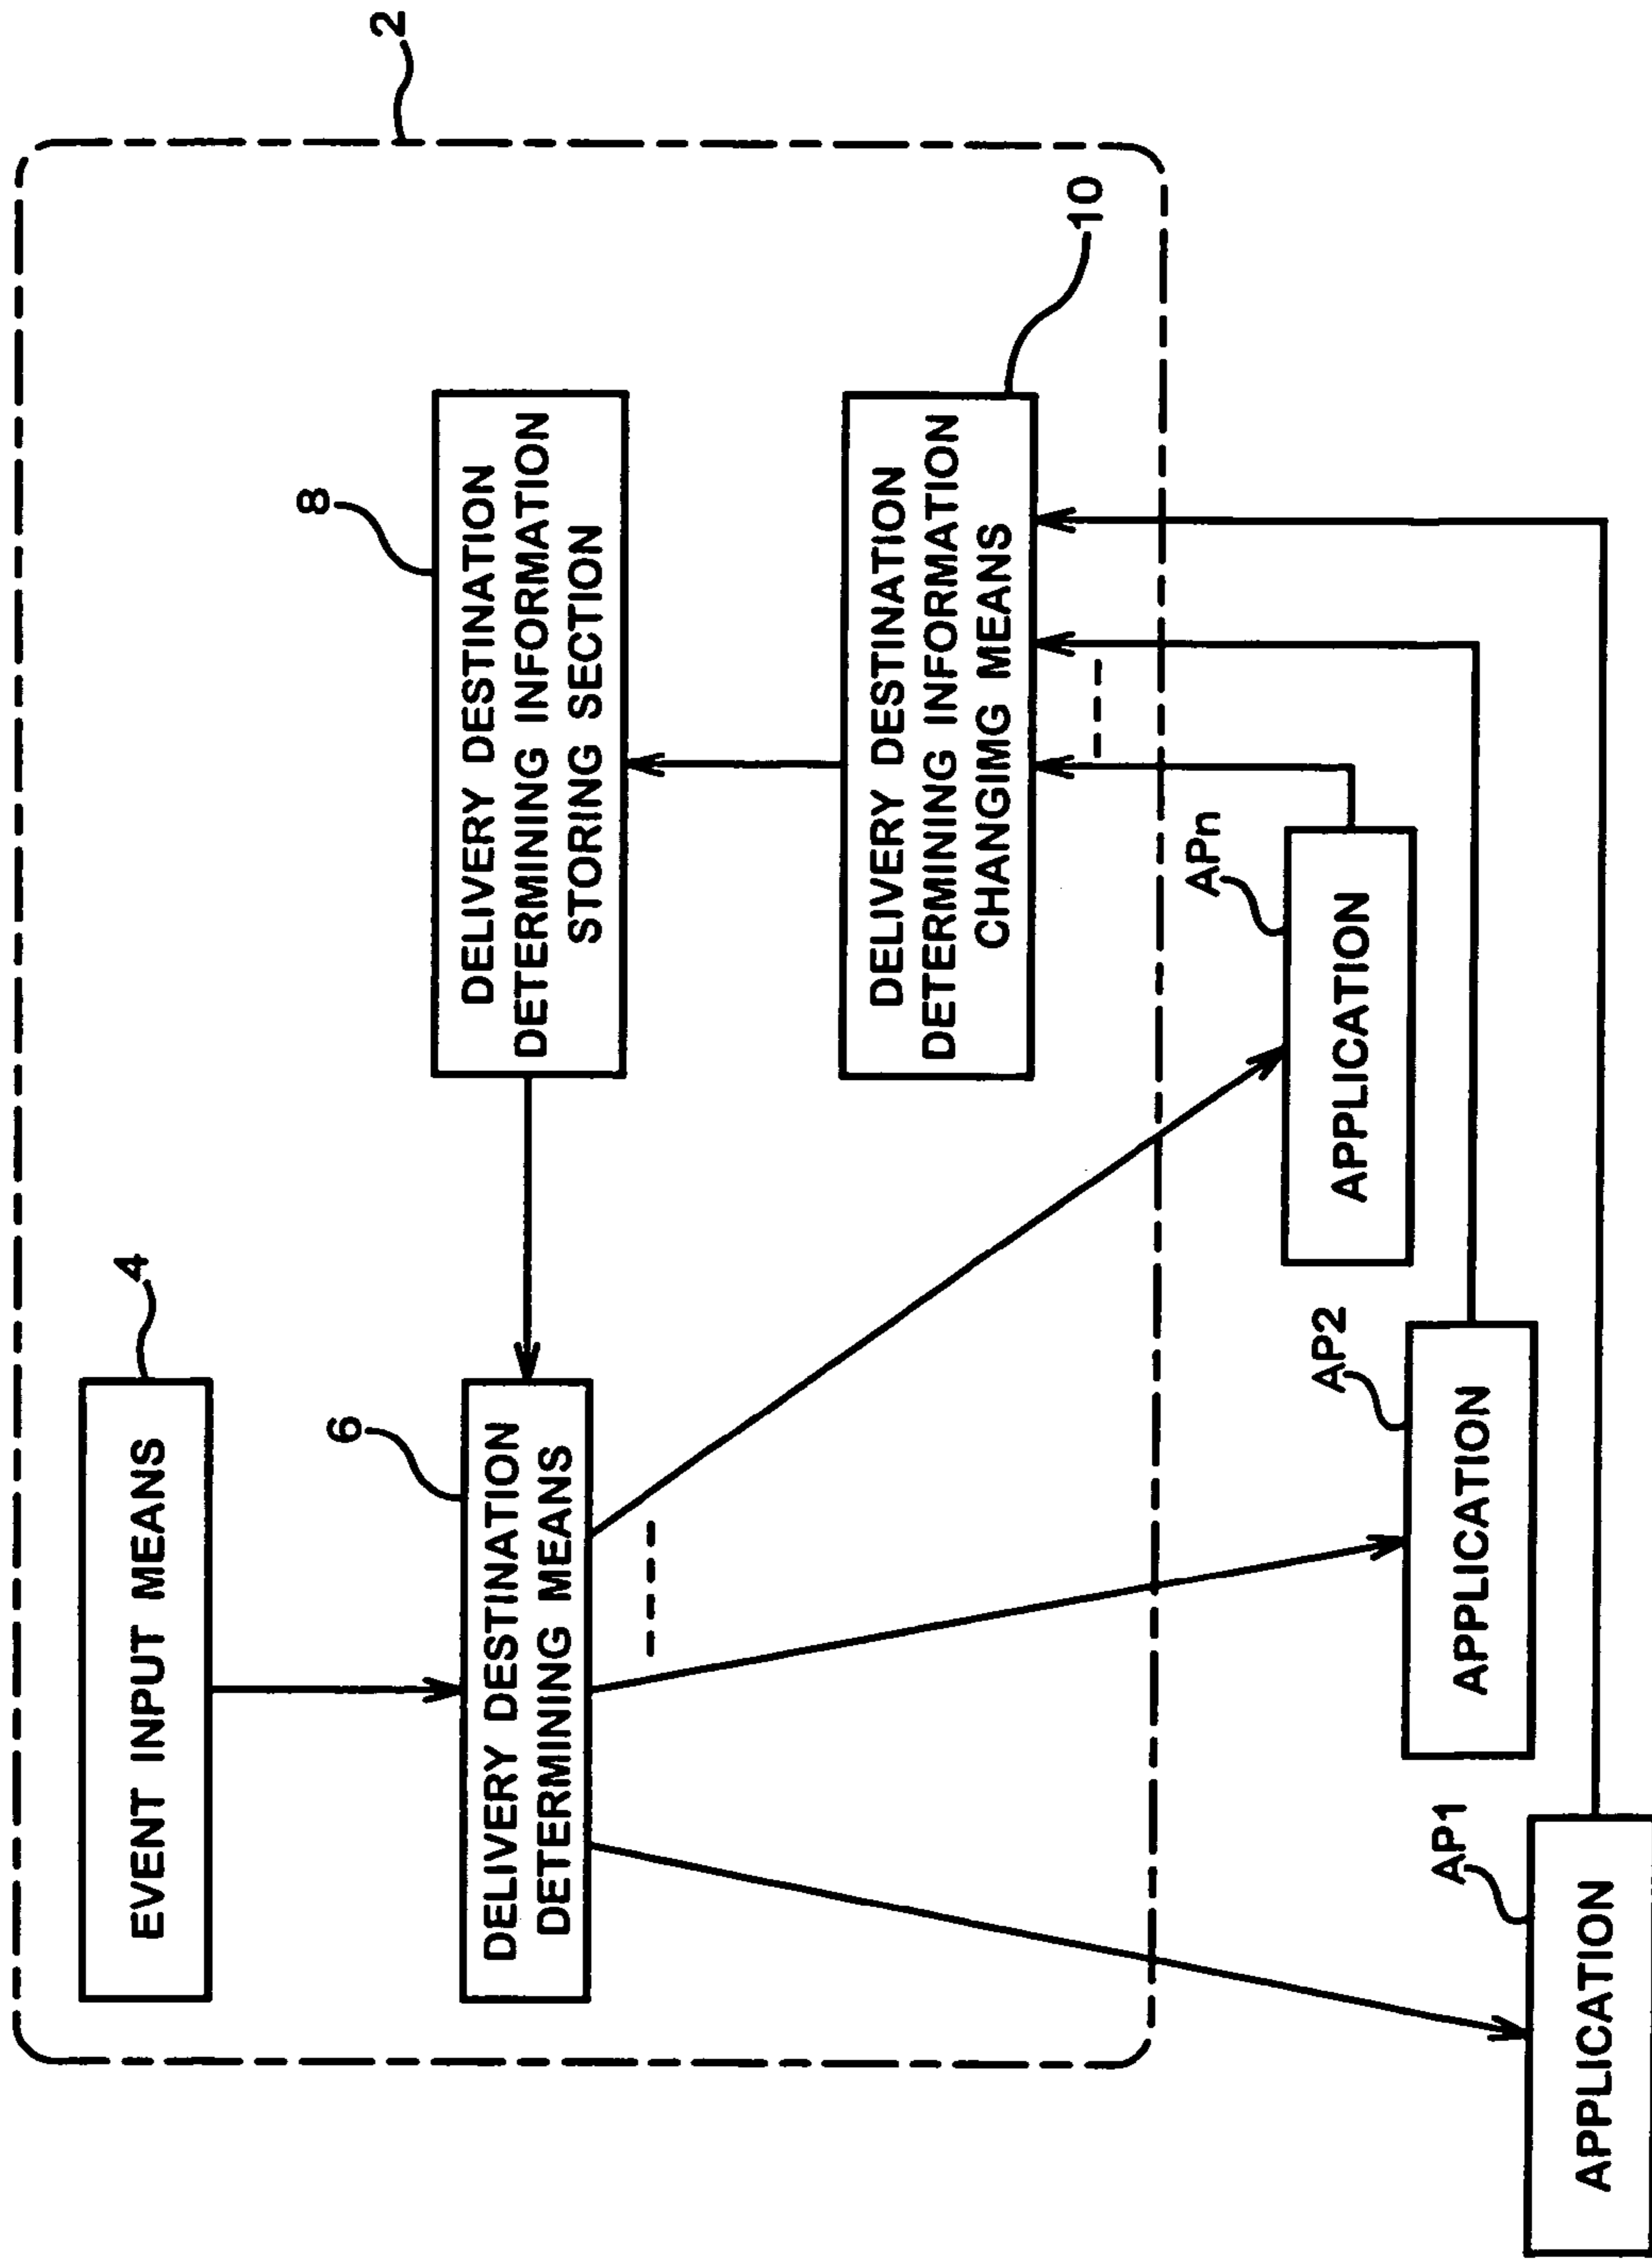 2
4
EVENT INPUT MEANS
6
DELIVERY DESTINATION
DETERMINING MEANS
8
DELIVERY DESTINATION
DETERMINING INFORMATION
STORING SECTION
10
DELIVERY DESTINATION
DETERMINING INFORMATION
CHANGIMG MEANS
AP1
APPLICATION
AP2
APPLICATION
APn
APPLICATION